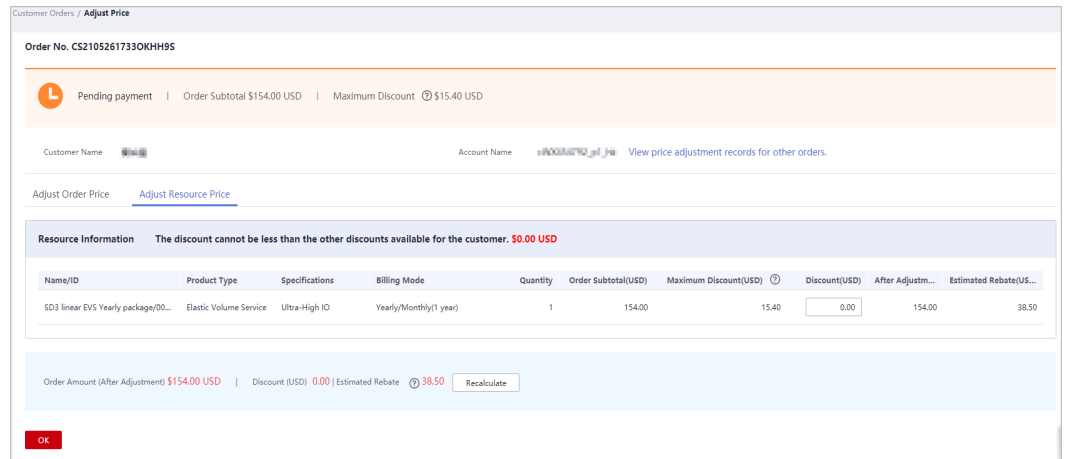 Customer Orders / Adjust Price
Order No. CS2105261733OKHH9S
Pending payment | Order Subtotal $154.00 USD | Maximum Discount ? $15.40 USD
Customer Name Account Name View price adjustment records for other orders.
Adjust Order Price Adjust Resource Price
Resource Information The discount cannot be less than the other discounts available for the customer. $0.00 USD
Name/ID Product Type Specifications Billing Mode Quantity Order Subtotal(USD) Maximum Discount(USD) ? Discount(USD) After Adjustm... Estimated Rebate(US...
SD3 linear EVS Yearly package/00... Elastic Volume Service Ultra-High IO Yearly/Monthly(1 year) 1 154.00 15.40 0.00 154.00 38.50
Order Amount (After Adjustment) $154.00 USD | Discount (USD) 0.00 | Estimated Rebate ? 38.50 Recalculate
OK